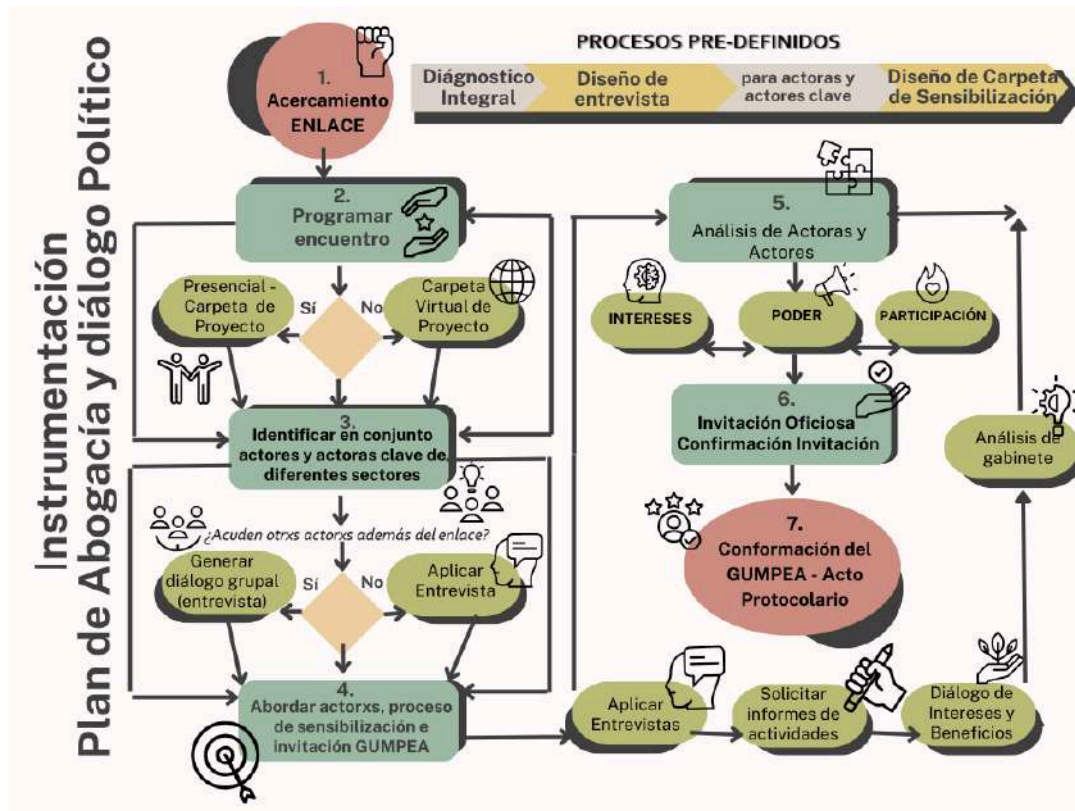 Instrumentación
Plan de Abogacía y diálogo Político
PROCESOS PRE-DEFINIDOS
Diágnostico
Integral
Diseño de
entrevista
para actoras y
actores clave
Diseño de Carpeta
de Sensibilización
1.
Acercamiento
ENLACE
2.
Programar
encuentro
Presencial -
Carpeta de
Proyecto
Sí
No
Carpeta
Virtual de
Proyecto
3.
Identificar en conjunto
actores y actoras clave de
diferentes sectores
¿Acuden otrxs actorxs además del enlace?
Generar
diálogo grupal
(entrevista)
Sí
No
Aplicar
Entrevista
4.
Abordar actorxs, proceso
de sensibilización e
invitación GUMPEA
Aplicar
Entrevistas
Solicitar
informes de
actividades
Diálogo de
Intereses y
Beneficios
Análisis de
gabinete
5.
Análisis de Actoras y
Actores
INTERESES
PODER
PARTICIPACIÓN
6.
Invitación Oficiosa
Confirmación Invitación
7.
Conformación del
GUMPEA - Acto
Protocolario